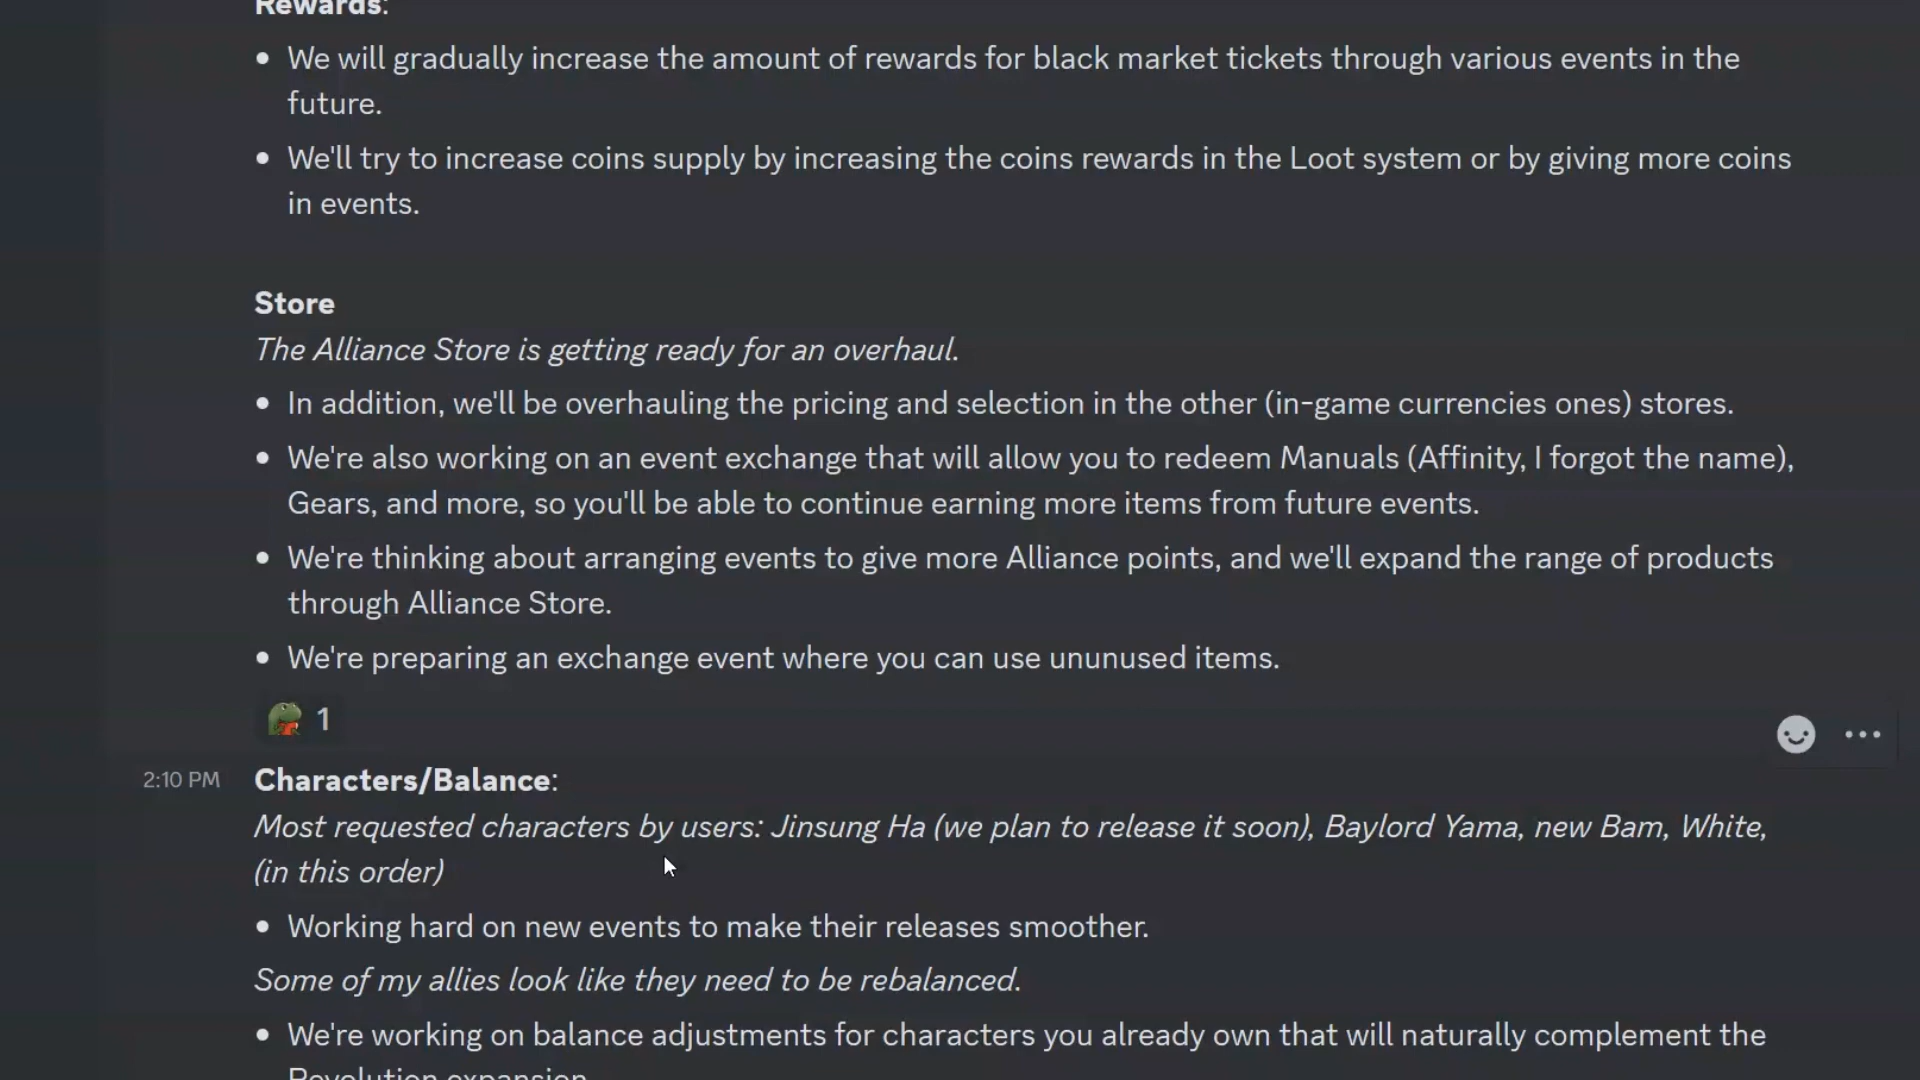 Rewards:
• We will gradually increase the amount of rewards for black market tickets through various events in the
future.
• We'll try to increase coins supply by increasing the coins rewards in the Loot system or by giving more coins
in events.
Store
The Alliance Store is getting ready for an overhaul.
• In addition, we'll be overhauling the pricing and selection in the other (in-game currencies ones) stores.
• We're also working on an event exchange that will allow you to redeem Manuals (Affinity, I forgot the name),
Gears, and more, so you'll be able to continue earning more items from future events.
• We're thinking about arranging events to give more Alliance points, and we'll expand the range of products
through Alliance Store.
• We're preparing an exchange event where you can use ununused items.
1
2:10 PM Characters/Balance:
Most requested characters by users: Jinsung Ha (we plan to release it soon), Baylord Yama, new Bam, White,
(in this order)
• Working hard on new events to make their releases smoother.
Some of my allies look like they need to be rebalanced.
• We're working on balance adjustments for characters you already own that will naturally complement the
Revolution expansion